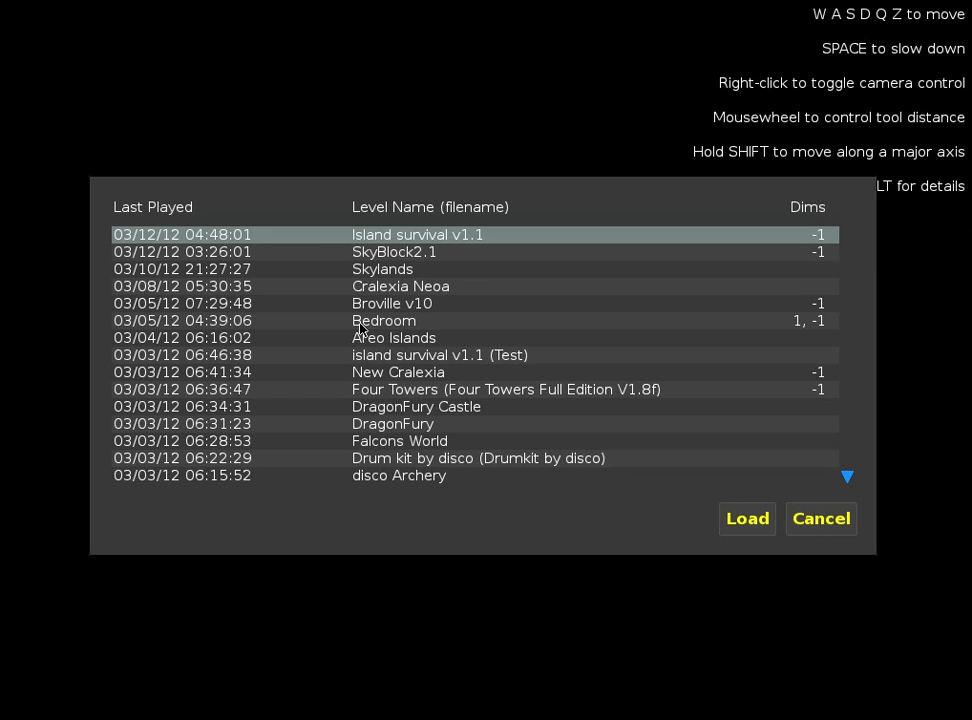 W A S D Q Z to move
SPACE to slow down
Right-click to toggle camera control
Mousewheel to control tool distance
Hold SHIFT to move along a major axis
LT for details
Last Played Level Name (filename) Dims
03/12/12 04:48:01 Island survival v1.1 -1
03/12/12 03:26:01 SkyBlock2.1 -1
03/10/12 21:27:27 Skylands
03/08/12 05:30:35 Cralexia Neoa
03/05/12 07:29:48 Broville v10 -1
03/05/12 04:39:06 Bedroom 1, -1
03/04/12 06:16:02 Areo Islands
03/03/12 06:46:38 island survival v1.1 (Test)
03/03/12 06:41:34 New Cralexia -1
03/03/12 06:36:47 Four Towers (Four Towers Full Edition V1.8f) -1
03/03/12 06:34:31 DragonFury Castle
03/03/12 06:31:23 DragonFury
03/03/12 06:28:53 Falcons World
03/03/12 06:22:29 Drum kit by disco (Drumkit by disco)
03/03/12 06:15:52 disco Archery
Load Cancel